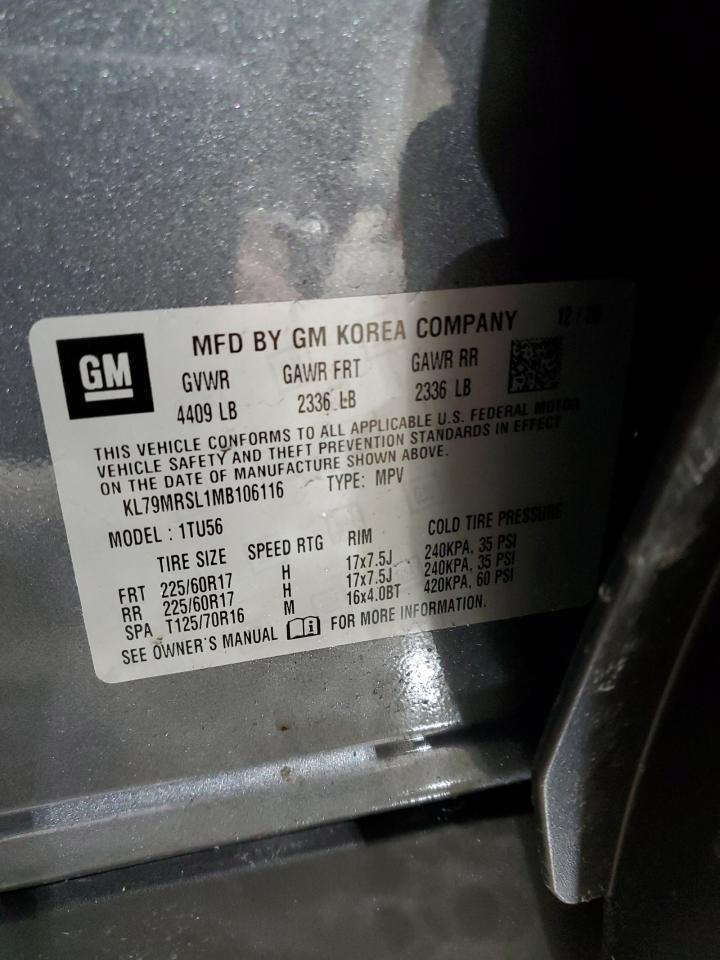 GM
MFD BY GM KOREA COMPANY 12/20
GVWR GAWR FRT GAWR RR
4409 LB 2336 LB 2336 LB
THIS VEHICLE CONFORMS TO ALL APPLICABLE U.S. FEDERAL MOTOR
VEHICLE SAFETY AND THEFT PREVENTION STANDARDS IN EFFECT
ON THE DATE OF MANUFACTURE SHOWN ABOVE.
KL79MRSL1MB106116 TYPE: MPV
MODEL : 1TU56
TIRE SIZE SPEED RTG RIM COLD TIRE PRESSURE
FRT 225/60R17 H 17x7.5J 240KPA, 35 PSI
RR 225/60R17 H 17x7.5J 240KPA, 35 PSI
SPA T125/70R16 M 16x4.0BT 420KPA, 60 PSI
SEE OWNER'S MANUAL FOR MORE INFORMATION.